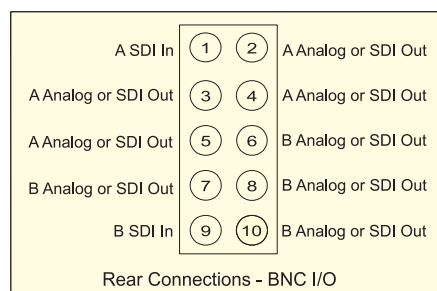 A SDI In 1 2 A Analog or SDI Out
A Analog or SDI Out 3 4 A Analog or SDI Out
A Analog or SDI Out 5 6 B Analog or SDI Out
B Analog or SDI Out 7 8 B Analog or SDI Out
B SDI In 9 10 B Analog or SDI Out
Rear Connections - BNC I/O